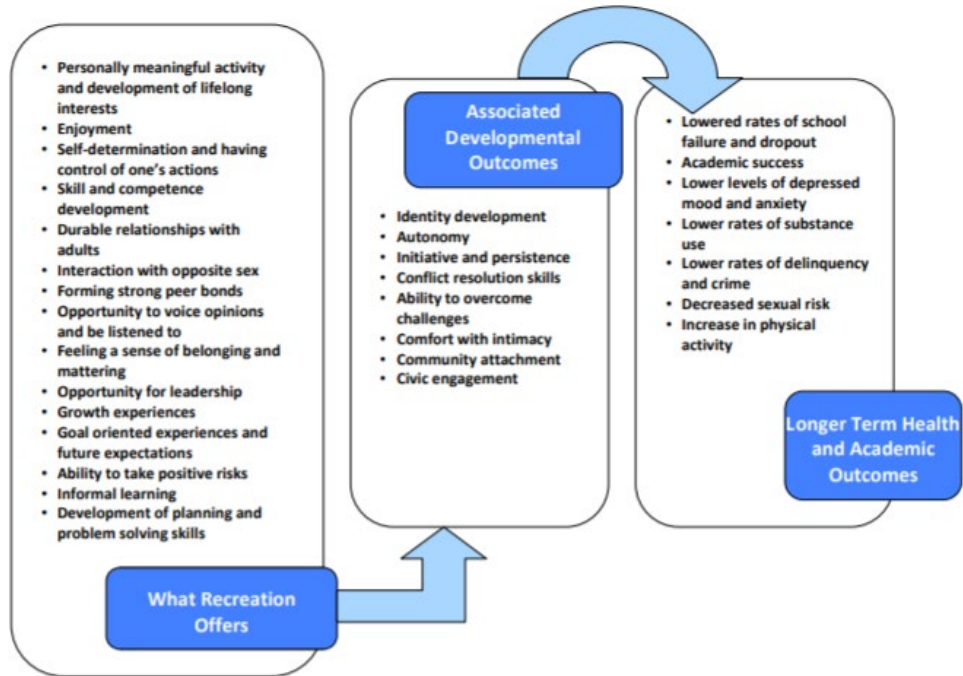 • Personally meaningful activity
and development of lifelong
interests
• Enjoyment
• Self-determination and having
control of one's actions
• Skill and competence
development
• Durable relationships with
adults
• Interaction with opposite sex
• Forming strong peer bonds
• Opportunity to voice opinions
and be listened to
• Feeling a sense of belonging and
mattering
• Opportunity for leadership
• Growth experiences
• Goal oriented experiences and
future expectations
• Ability to take positive risks
• Informal learning
• Development of planning and
problem solving skills
What Recreation
Offers
Associated
Developmental
Outcomes
• Identity development
• Autonomy
• Initiative and persistence
• Conflict resolution skills
• Ability to overcome
challenges
• Comfort with intimacy
• Community attachment
• Civic engagement
• Lowered rates of school
failure and dropout
• Academic success
• Lower levels of depressed
mood and anxiety
• Lower rates of substance
use
• Lower rates of delinquency
and crime
• Decreased sexual risk
• Increase in physical
activity
Longer Term Health
and Academic
Outcomes